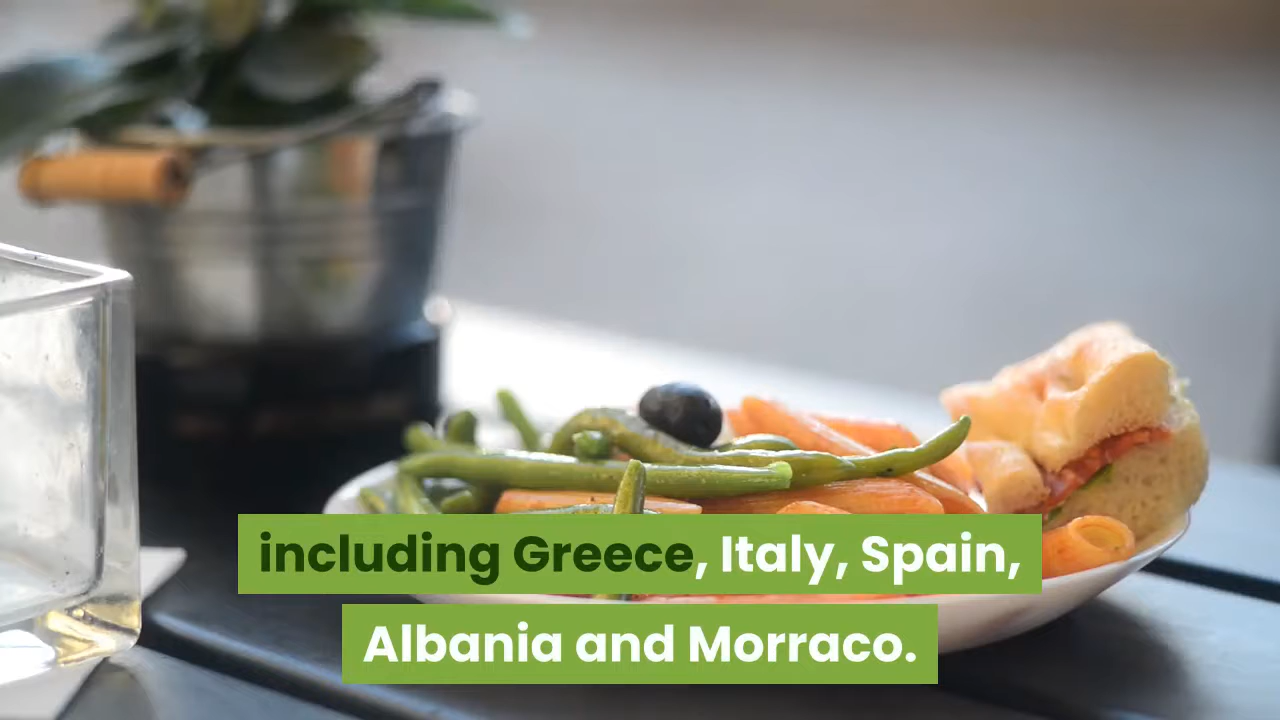 including Greece, Italy, Spain,
Albania and Morraco.